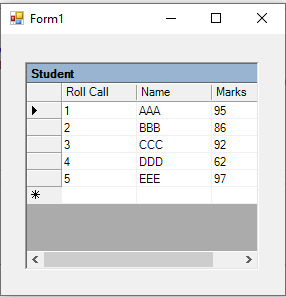 Form1
Student
Roll Call Name Marks
1 AAA 95
2 BBB 86
3 CCC 92
4 DDD 62
5 EEE 97